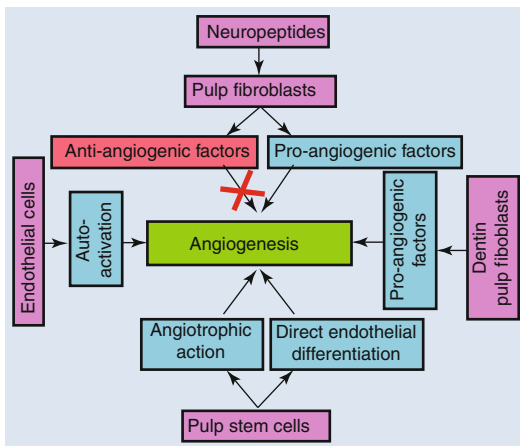 Neuropeptides
Pulp fibroblasts
Anti-angiogenic factors
Pro-angiogenic factors
Endothelial cells
Auto-
activation
Angiogenesis
Pro-angiogenic
factors
Dentin
pulp fiboblasts
Angiotrophic
action
Direct endothelial
differentiation
Pulp stem cells